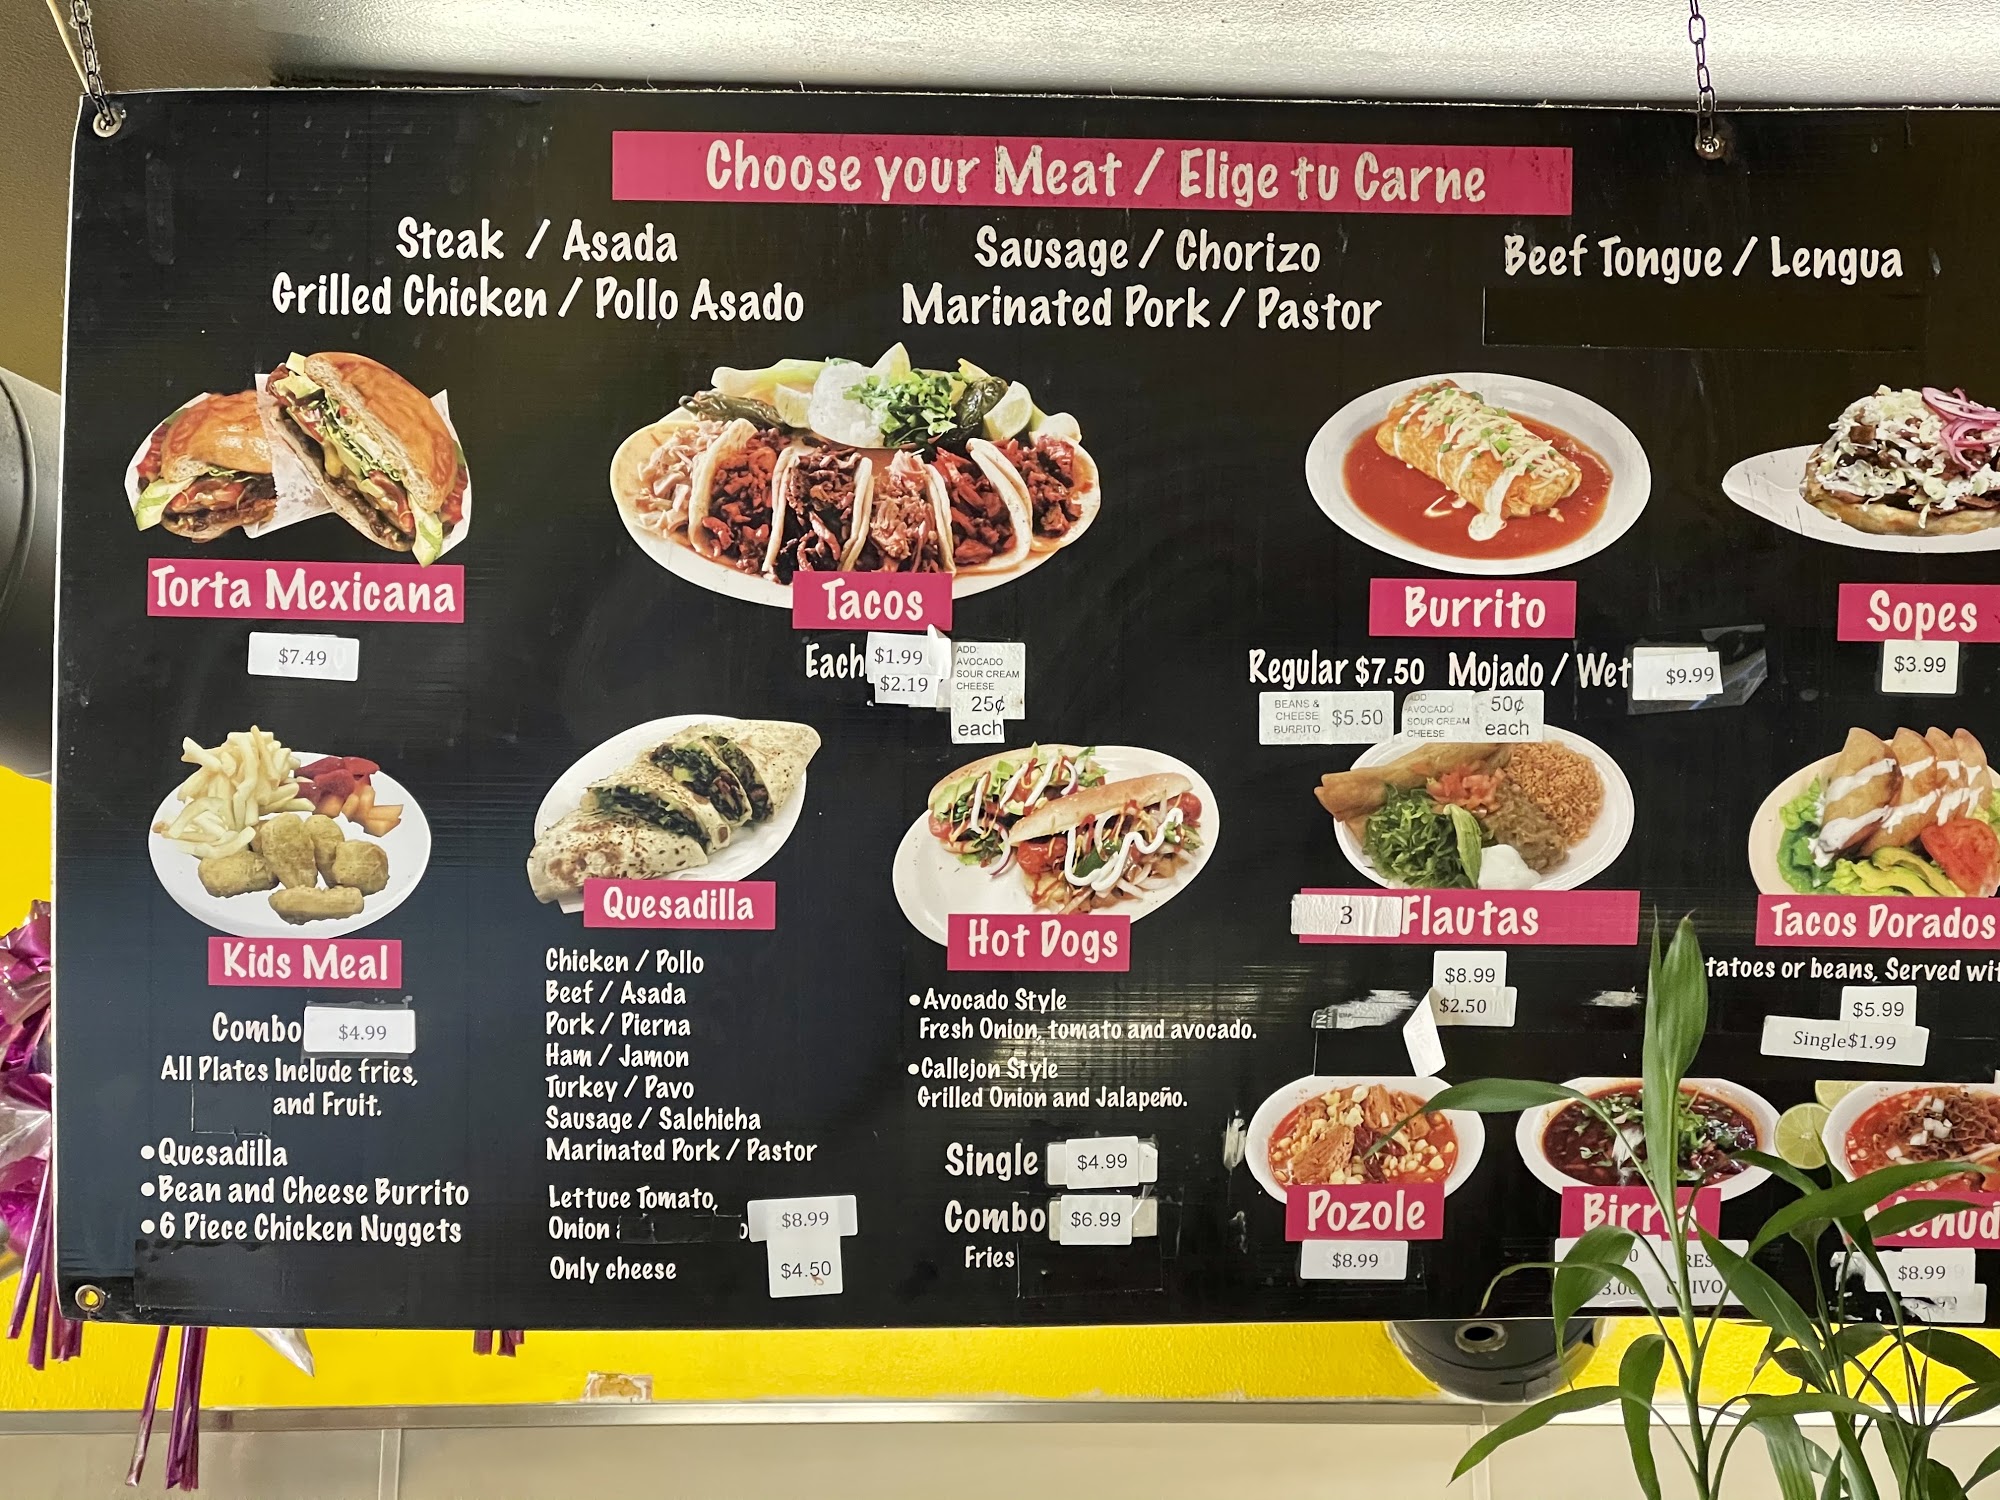 Choose your Meat / Elige tu Carne
Steak / Asada
Grilled Chicken / Pollo Asado
Sausage / Chorizo
Marinated Pork / Pastor
Beef Tongue / Lengua
Torta Mexicana
$7.49
Tacos
Each $1.99
$2.19
ADD:
AVOCADO
SOUR CREAM
CHEESE
25¢
each
Burrito
Regular $7.50 Mojado / Wet $9.99
BEANS &
CHEESE
BURRITO
$5.50
ADD
AVOCADO
SOUR CREAM
CHEESE
50¢
each
Sopes
$3.99
Kids Meal
Combo $4.99
All Plates Include fries,
and Fruit.
•Quesadilla
•Bean and Cheese Burrito
•6 Piece Chicken Nuggets
Quesadilla
Chicken / Pollo
Beef / Asada
Pork / Pierna
Ham / Jamon
Turkey / Pavo
Sausage / Salchicha
Marinated Pork / Pastor
Lettuce Tomato,
Onion
$8.99
Only cheese $4.50
Hot Dogs
•Avocado Style
Fresh Onion, tomato and avocado.
•Callejon Style
Grilled Onion and Jalapeño.
Single $4.99
Combo $6.99
Fries
3 Flautas
$8.99
$2.50
Tacos Dorados
or beans, Served
$5.99
Single $1.99
Pozole
$8.99
$8.99